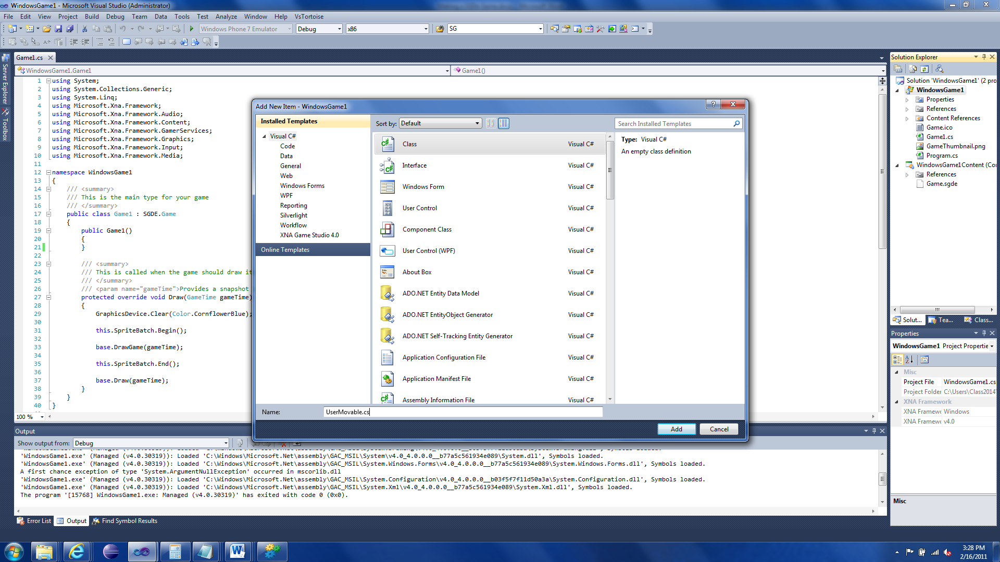 WindowsGame1 - Microsoft Visual Studio (Administrator)
File Edit View Project Build Debug Team Data Tools Test Analyze Window Help VsTortoise
Windows Phone 7 Emulator Debug x86 SG
Server Explorer
Toolbox
Game1.cs
WindowsGame1.Game1 Game1()
1 using System;
2 using System.Collections.Generic;
3 using System.Linq;
4 using Microsoft.Xna.Framework;
5 using Microsoft.Xna.Framework.Audio;
6 using Microsoft.Xna.Framework.Content;
7 using Microsoft.Xna.Framework.GamerServices;
8 using Microsoft.Xna.Framework.Graphics;
9 using Microsoft.Xna.Framework.Input;
10 using Microsoft.Xna.Framework.Media;
11
12 namespace WindowsGame1
13 {
14 /// <summary>
15 /// This is the main type for your game
16 /// </summary>
17 public class Game1 : SGDE.Game
18 {
19 public Game1()
20 {
21 }
22
23 /// <summary>
24 /// This is called when the game should draw it
25 /// </summary>
26 /// <param name="gameTime">Provides a snapshot
27 protected override void Draw(GameTime gameTime)
28 {
29 GraphicsDevice.Clear(Color.CornflowerBlue);
30
31 this.SpriteBatch.Begin();
32
33 base.DrawGame(gameTime);
34
35 this.SpriteBatch.End();
36
37 base.Draw(gameTime);
38 }
39 }
40 }
100 %
Add New Item - WindowsGame1
Installed Templates
Visual C#
Code
Data
General
Web
Windows Forms
WPF
Reporting
Silverlight
Workflow
XNA Game Studio 4.0
Online Templates
Sort by: Default
Search Installed Templates
Class Visual C#
Interface Visual C#
Windows Form Visual C#
User Control Visual C#
Component Class Visual C#
User Control (WPF) Visual C#
About Box Visual C#
ADO.NET Entity Data Model Visual C#
ADO.NET EntityObject Generator Visual C#
ADO.NET Self-Tracking Entity Generator Visual C#
Application Configuration File Visual C#
Application Manifest File Visual C#
Assembly Information File Visual C#
Type: Visual C#
An empty class definition
Name: UserMovable.cs
Add Cancel
Solution Explorer
Solution 'WindowsGame1' (2 pro
WindowsGame1
Properties
References
Content References
Game.ico
Game1.cs
GameThumbnail.png
Program.cs
WindowsGame1Content (Co
References
Game.sgde
Solut... Tea... Class...
Properties
WindowsGame1 Project Propertie
Misc
Project File WindowsGame1.cs
Project Folder C:\Users\Class2014\
XNA Framework
XNA Framewo Windows
XNA Framewo v4.0
Misc
Output
Show output from: Debug
'WindowsGame1.exe' (Managed (v4.0.30319)): Loaded 'C:\Windows\Microsoft.Net\assembly\GAC_MSIL\System\v4.0_4.0.0.0__b77a5c561934e089\System.dll', Symbols loaded.
'WindowsGame1.exe' (Managed (v4.0.30319)): Loaded 'C:\Windows\Microsoft.Net\assembly\GAC_MSIL\System.Windows.Forms\v4.0_4.0.0.0__b77a5c561934e089\System.Windows.Forms.dll', Symbols loaded.
A first chance exception of type 'System.ArgumentNullException' occurred in mscorlib.dll
'WindowsGame1.exe' (Managed (v4.0.30319)): Loaded 'C:\Windows\Microsoft.Net\assembly\GAC_MSIL\System.Configuration\v4.0_4.0.0.0__b03f5f7f11d50a3a\System.Configuration.dll', Symbols loaded.
'WindowsGame1.exe' (Managed (v4.0.30319)): Loaded 'C:\Windows\Microsoft.Net\assembly\GAC_MSIL\System.Xml\v4.0_4.0.0.0__b77a5c561934e089\System.Xml.dll', Symbols loaded.
The program '[15768] WindowsGame1.exe: Managed (v4.0.30319)' has exited with code 0 (0x0).
Error List Output Find Symbol Results
3:28 PM
2/16/2011